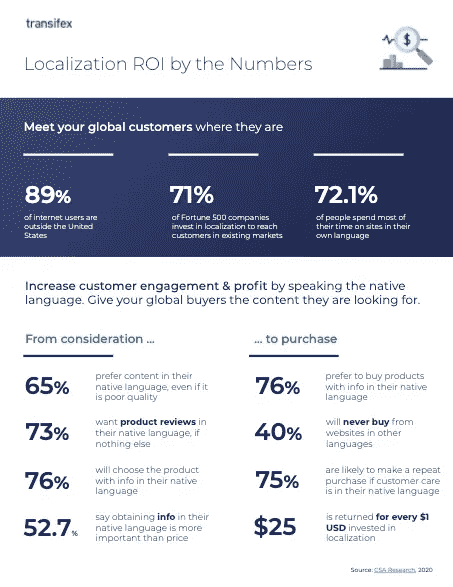 transifex
$
Localization ROI by the Numbers
Meet your global customers where they are
89%
of internet users are
outside the United
States
71%
of Fortune 500 companies
invest in localization to reach
customers in existing markets
72.1%
of people spend most of
their time on sites in their
own language
Increase customer engagement & profit by speaking the native
language. Give your global buyers the content they are looking for.
From consideration ...
65%
prefer content in their
native language, even if it
is poor quality
73%
want product reviews in
their native language, if
nothing else
76%
will choose the product
with info in their native
language
52.7%
say obtaining info in their
native language is more
important than price
... to purchase
76%
prefer to buy products
with info in their native
language
40%
will never buy from
websites in other
languages
75%
are likely to make a repeat
purchase if customer care
is in their native language
$25
is returned for every $1
USD invested in
localization
Source: CSA Research, 2020